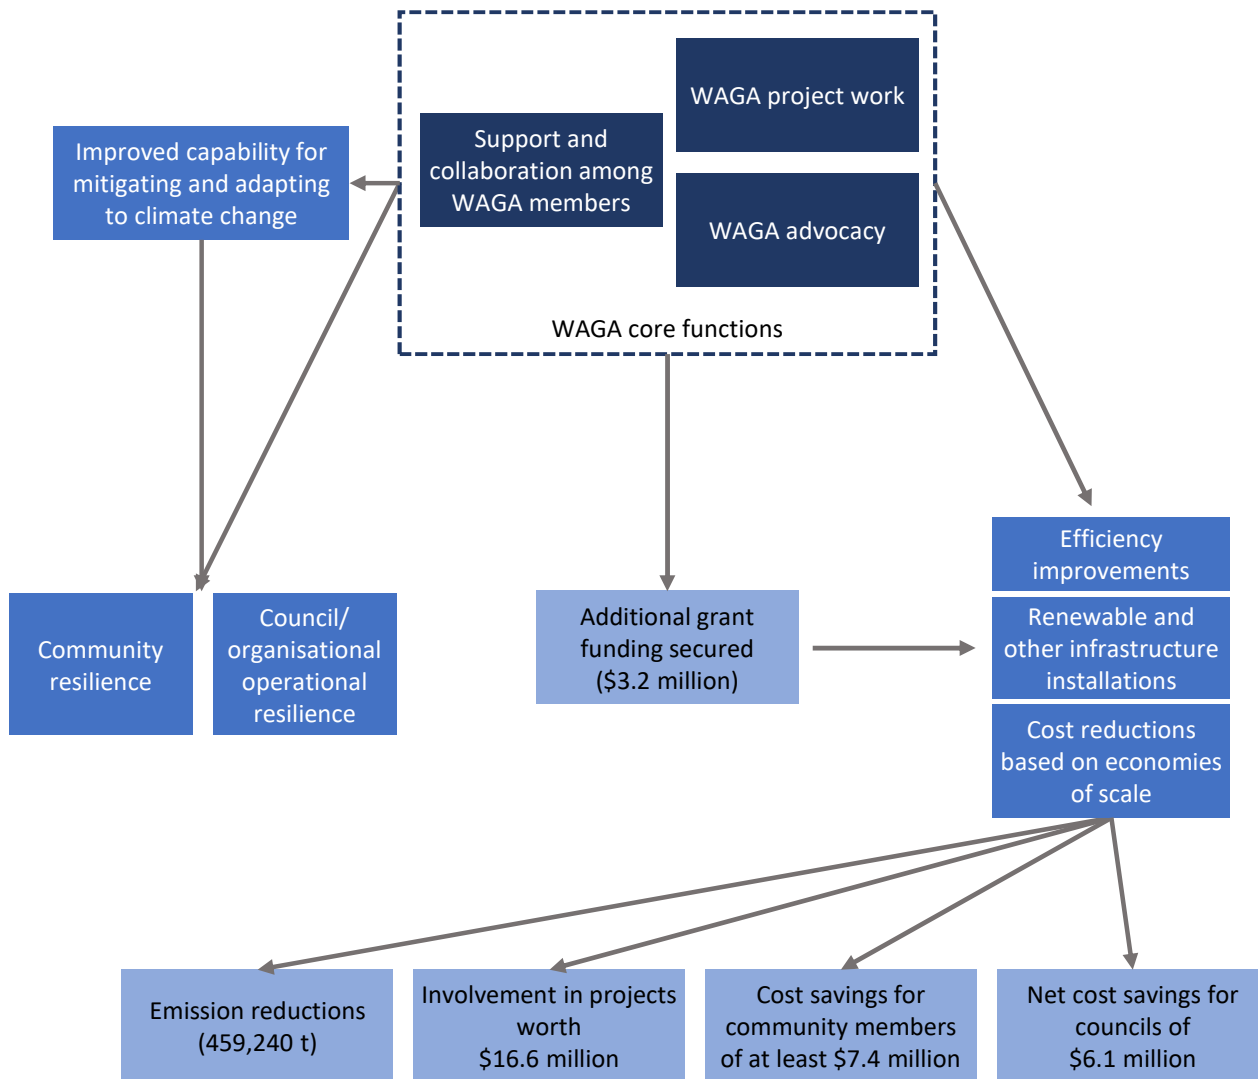 WAGA project work
Support and
collaboration among
WAGA members
WAGA advocacy
WAGA core functions
Improved capability for
mitigating and adapting
to climate change
Community
resilience
Council/
organisational
operational
resilience
Additional grant
funding secured
($3.2 million)
Efficiency
improvements
Renewable and
other infrastructure
installations
Cost reductions
based on economies
of scale
Emission reductions
(459,240 t)
Involvement in projects
worth
$16.6 million
Cost savings for
community members
of at least $7.4 million
Net cost savings for
councils of
$6.1 million